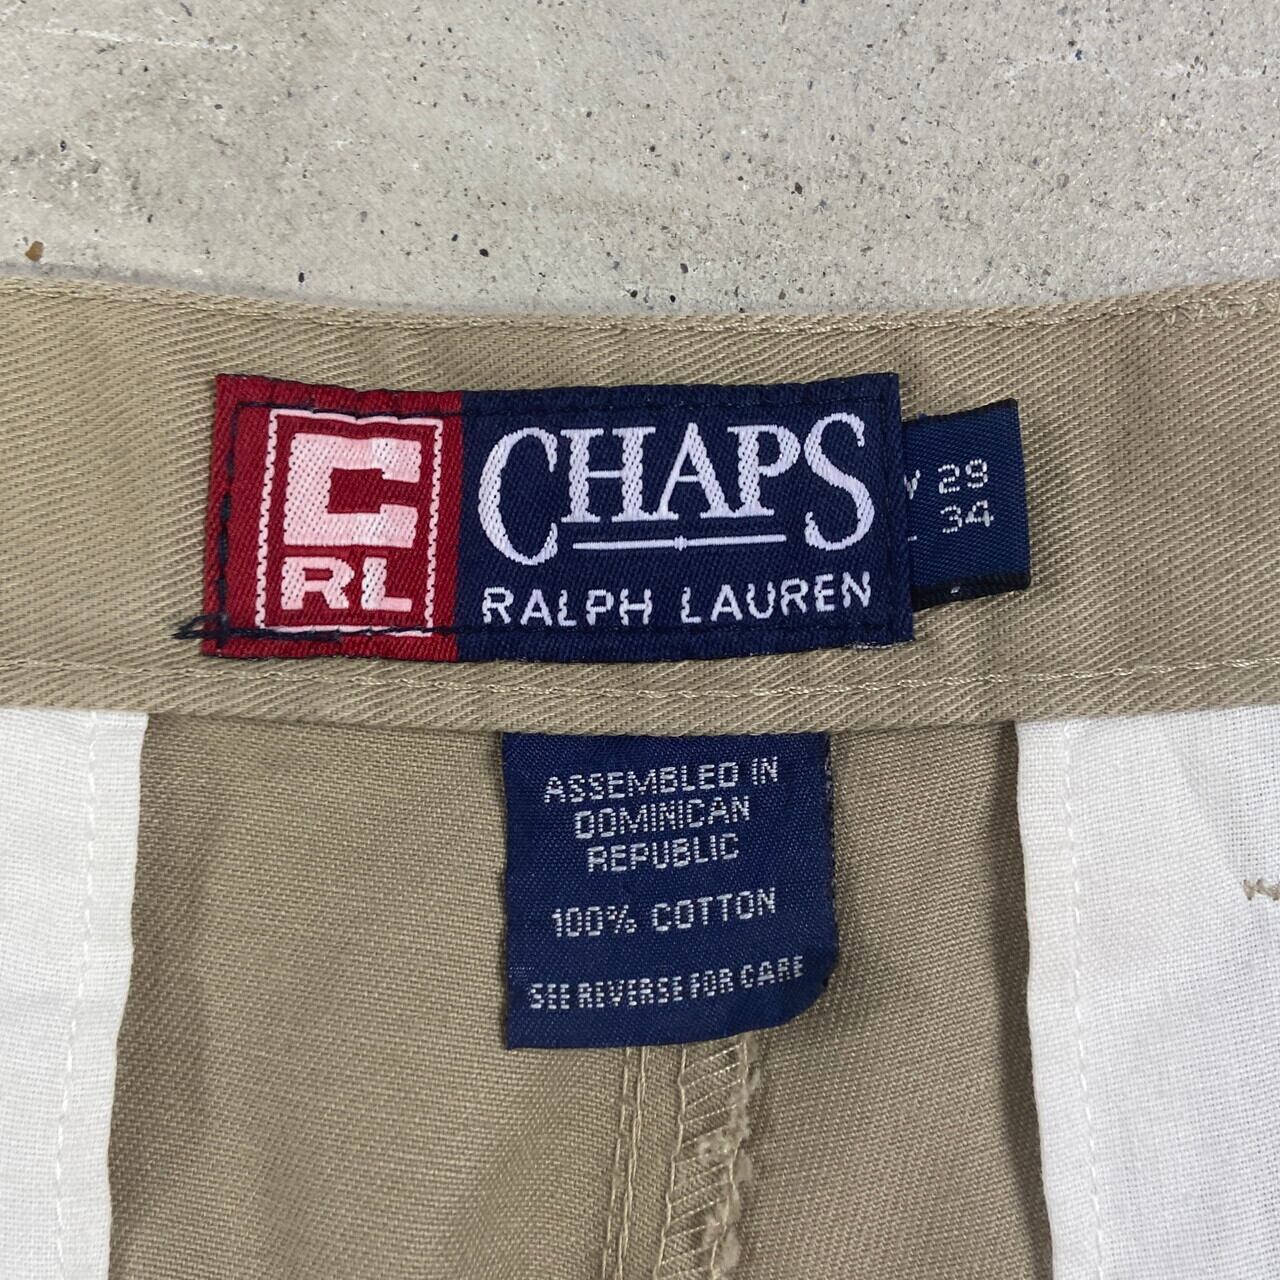 C
RL
CHAPS
RALPH LAUREN
W 29
L 34
ASSEMBLED IN
DOMINICAN
REPUBLIC
100% COTTON
SEE REVERSE FOR CARE